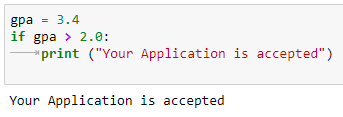 gpa = 3.4
if gpa > 2.0:
    print ("Your Application is accepted")
Your Application is accepted